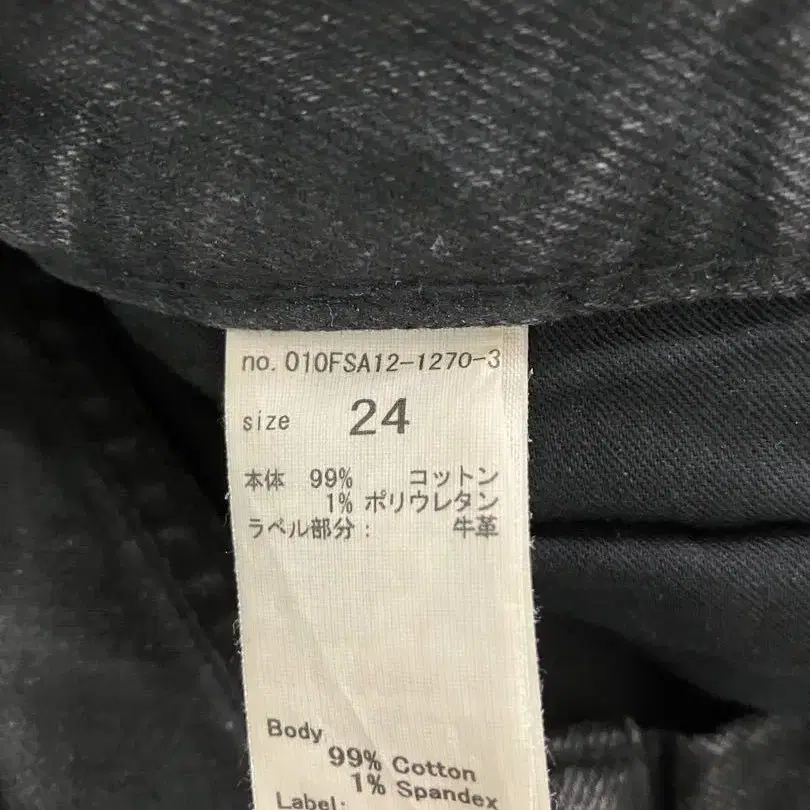 no. 010FSA12-1270-3
size 24
本体 99% コットン
1% ポリウレタン
ラベル部分: 牛革
Body
99% Cotton
1% Spandex
Label: